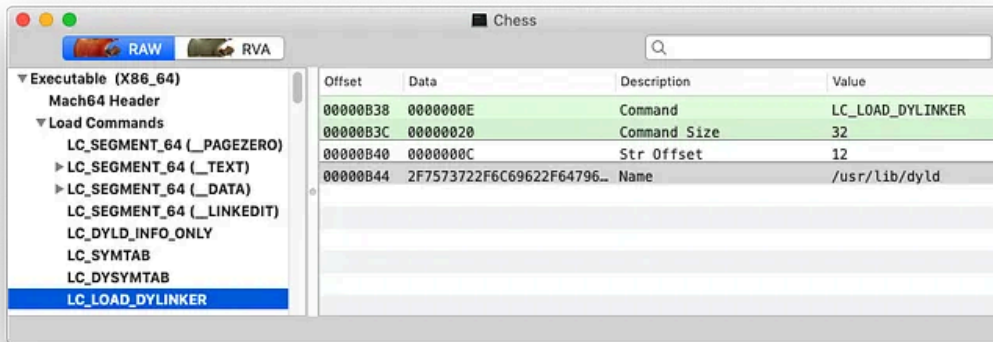 Chess
RAW RVA
Executable (X86_64)
Mach64 Header
Load Commands
LC_SEGMENT_64 (__PAGEZERO)
LC_SEGMENT_64 (__TEXT)
LC_SEGMENT_64 (__DATA)
LC_SEGMENT_64 (__LINKEDIT)
LC_DYLD_INFO_ONLY
LC_SYMTAB
LC_DYSYMTAB
LC_LOAD_DYLINKER
Offset Data Description Value
00000B38 0000000E Command LC_LOAD_DYLINKER
00000B3C 00000020 Command Size 32
00000B40 0000000C Str Offset 12
00000B44 2F7573722F6C69622F64796… Name /usr/lib/dyld